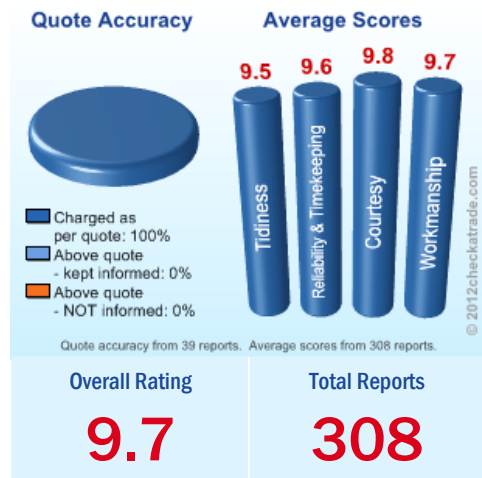 Quote Accuracy
Average Scores
9.5
9.6
9.8
9.7
Tidiness
Reliability & Timekeeping
Courtesy
Workmanship
Charged as
per quote: 100%
Above quote
- kept informed: 0%
Above quote
- NOT informed: 0%
© 2012checkatrade.com
Quote accuracy from 39 reports. Average scores from 308 reports.
Overall Rating
9.7
Total Reports
308